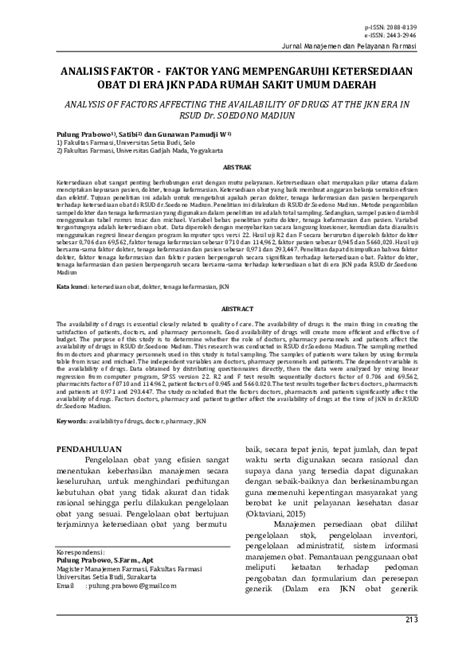 p-ISSN: 2088-8139
e-ISSN: 2443-2946
Jurnal Manajemen dan Pelayanan Farmasi
ANALISIS FAKTOR - FAKTOR YANG MEMPENGARUHI KETERSEDIAAN
OBAT DI ERA JKN PADA RUMAH SAKIT UMUM DAERAH
ANALYSIS OF FACTORS AFFECTING THE AVAILABILITY OF DRUGS AT THE JKN ERA IN
RSUD Dr. SOEDONO MADIUN
Pulung Prabowo1), Satibi2) dan Gunawan Pamudji W1)
1) Fakultas Farmasi, Universitas Setia Budi, Solo
2) Fakultas Farmasi, Universitas Gadjah Mada, Yogyakarta
ABSTRAK
Ketersediaan obat sangat penting berhubungan erat dengan mutu pelayanan. Ketersediaan obat merupakan pilar utama dalam
menciptakan kepuasan pasien, dokter, tenaga kefarmasian. Ketersediaan obat yang baik membuat anggaran belanja semakin efisien
dan efektif. Tujuan penelitian ini adalah untuk mengetahui apakah peran dokter, tenaga kefarmasian dan pasien berpengaruh
terhadap ketersediaan obat di RSUD dr. Soedono Madiun. Penelitian ini dilakukan di RSUD dr. Soedono Madiun. Metode pengambilan
sampel dokter dan tenaga kefarmasian yang digunakan dalam penelitian ini adalah total sampling. Sedangkan, sampel pasien diambil
menggunakan tabel rumus isac dan michael. Variabel bebas penelitian yaitu dokter, tenaga kefarmasian dan pasien. Variabel
tergantungnya adalah ketersediaan obat. Data diperoleh dengan menyebarkan secara langsung kuesioner, kemudian data dianalisis
menggunakan regresi linear dengan program komputer spss versi 22. Hasil uji R2 dan F secara berurutan diperoleh faktor dokter
sebesar 0,706 dan 69,562, faktor tenaga kefarmasian sebesar 0710 dan 114,962, faktor pasien sebesar 0,945 dan 5660,028. Hasil uji
bersama-sama faktor dokter, tenaga kefarmasian dan pasien sebesar 0,971 dan 293,447. Penelitian dapat disimpulkan bahwa faktor
dokter, faktor tenaga kefarmasian dan faktor pasien berpengaruh secara signifikan terhadap ketersediaan obat. Faktor dokter,
tenaga kefarmasian dan pasien berpengaruh secara bersama-sama terhadap ketersediaan obat di era JKN pada RSUD dr.Soedono
Madiun
Kata kunci: ketersediaan obat, dokter, tenaga kefarmasian, JKN
ABSTRACT
The availability of drugs is essential closely related to quality of care. The availability of drugs is the main thing in creating the
satisfaction of patients, doctors, and pharmacy personnel. Good availability of drugs will create more efficient and effective of
budget. The purpose of this study is to determine whether the role of doctors, pharmacy personnels and patients affect the
availability of drugs in RSUD dr.Soedono Madiun. This research was conducted in RSUD dr.Soedono Madiun. The sampling method
from doctors and pharmacy personnels used in this study is total sampling. The samples of patients were taken by using formula
table from issac and michael. The independent variables are doctors, pharmacy personnels and patients. The dependent variable is
the availability of drugs. Data obtained by distributing questionnaires directly, then the data were analyzed by using linear
regression from computer program, SPSS version 22. R2 and F test results sequentially doctors factor of 0.706 and 69,562,
pharmacists factor of 0710 and 114.962, patient factors of 0.945 and 5660.028.The test results together factors doctors, pharmacists
and patients at 0.971 and 293,447. The study concluded that the factors doctors, pharmacists and patients significantly affect the
availability of drugs. Factors doctors, pharmacy and patient together affect the availability of drugs at the time of JKN in dr.RSUD
dr.Soedono Madiun.
Keywords: availability of drugs, doctor, pharmacy, JKN
PENDAHULUAN
Pengelolaan obat yang efisien sangat
menentukan keberhasilan manajemen secara
keseluruhan, untuk menghindari perhitungan
kebutuhan obat yang tidak akurat dan tidak
rasional sehingga perlu dilakukan pengelolaan
obat yang sesuai. Pengelolaan obat bertujuan
terjaminnya ketersediaan obat yang bermutu
Korespondensi:
Pulung Prabowo, S.Farm., Apt
Magister Manajemen Farmasi, Fakultas Farmasi
Universitas Setia Budi, Surakarta
Email : pulung.prabowo@gmail.com
baik, secara tepat jenis, tepat jumlah, dan tepat
waktu serta digunakan secara rasional dan
supaya dana yang tersedia dapat digunakan
dengan sebaik-baiknya dan berkesinambungan
guna memenuhi kepentingan masyarakat yang
berobat ke unit pelayanan kesehatan dasar
(Oktaviani, 2015)
Manajemen persediaan obat dilihat
pengelolaan stok, pengelolaan inventori,
pengelolaan administratif, sistem informasi
manajemen obat. Pemantauan penggunaan obat
meliputi ketaatan terhadap pedoman
pengobatan dan formularium dan peresepan
generik (Dalam era JKN obat generik
213